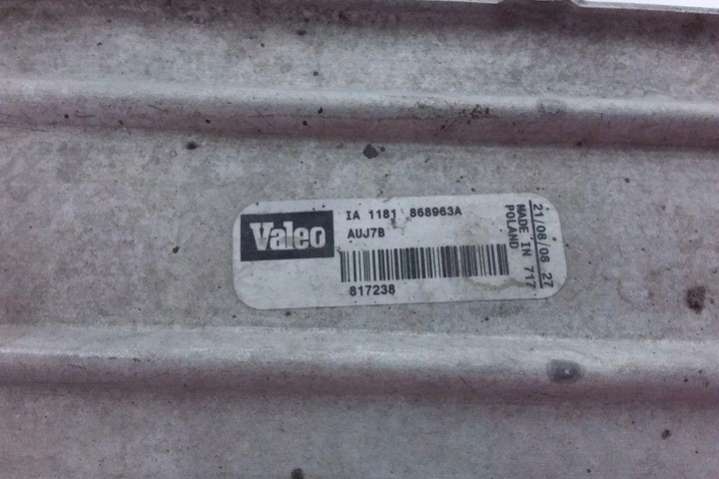 Valeo
IA 1181 868963A
AUJ7B
817238
21/08/08 27
MADE IN 717
POLAND